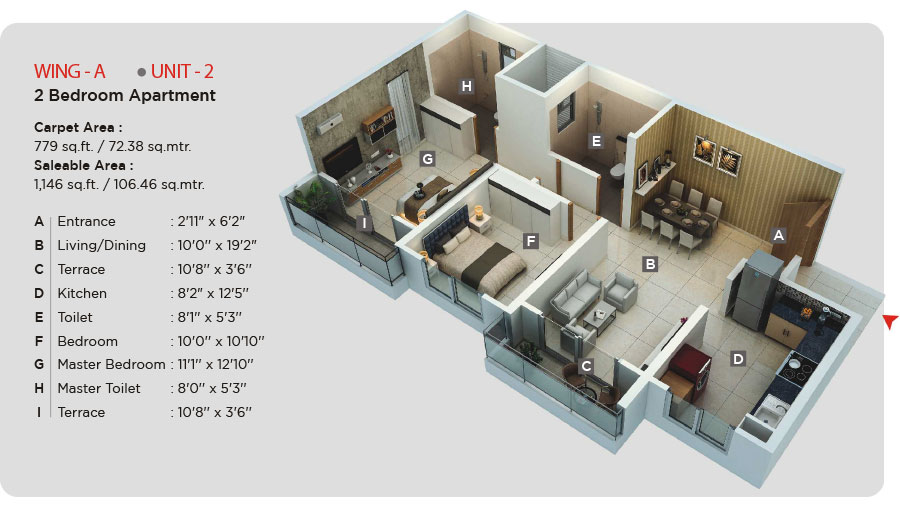 WING - A ● UNIT - 2
2 Bedroom Apartment
Carpet Area :
779 sq.ft. / 72.38 sq.mtr.
Saleable Area :
1,146 sq.ft. / 106.46 sq.mtr.
A Entrance : 2'11" x 6'2"
B Living/Dining : 10'0'' x 19'2"
C Terrace : 10'8'' x 3'6''
D Kitchen : 8'2" x 12'5''
E Toilet : 8'1'' x 5'3''
F Bedroom : 10'0'' x 10'10''
G Master Bedroom : 11'1'' x 12'10''
H Master Toilet : 8'0'' x 5'3''
I Terrace : 10'8'' x 3'6''
H
E
G
I
F
A
B
D
C